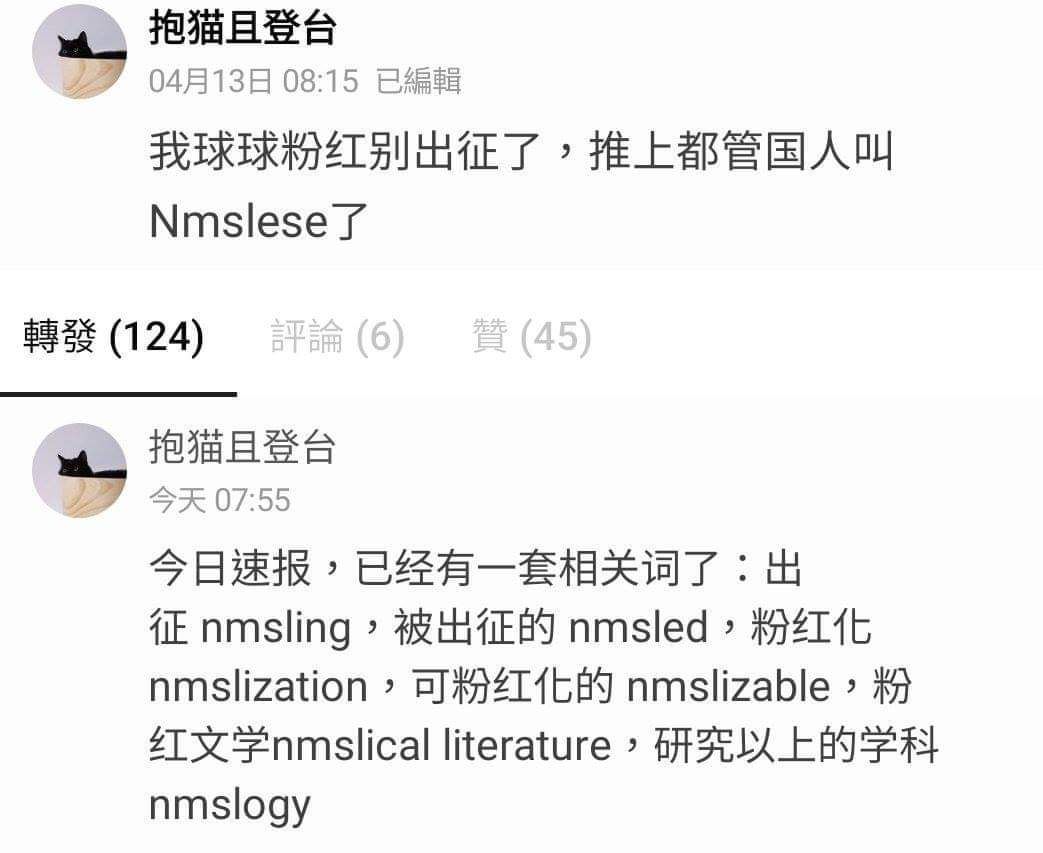 抱猫且登台
04月13日 08:15 已編輯
我球球粉红别出征了，推上都管国人叫
Nmslese了
轉發 (124) 評論 (6) 贊 (45)
抱猫且登台
今天 07:55
今日速报，已经有一套相关词了：出
征 nmsling，被出征的 nmsled，粉红化
nmslization，可粉红化的 nmslizable，粉
红文学nmslical literature，研究以上的学科
nmslogy